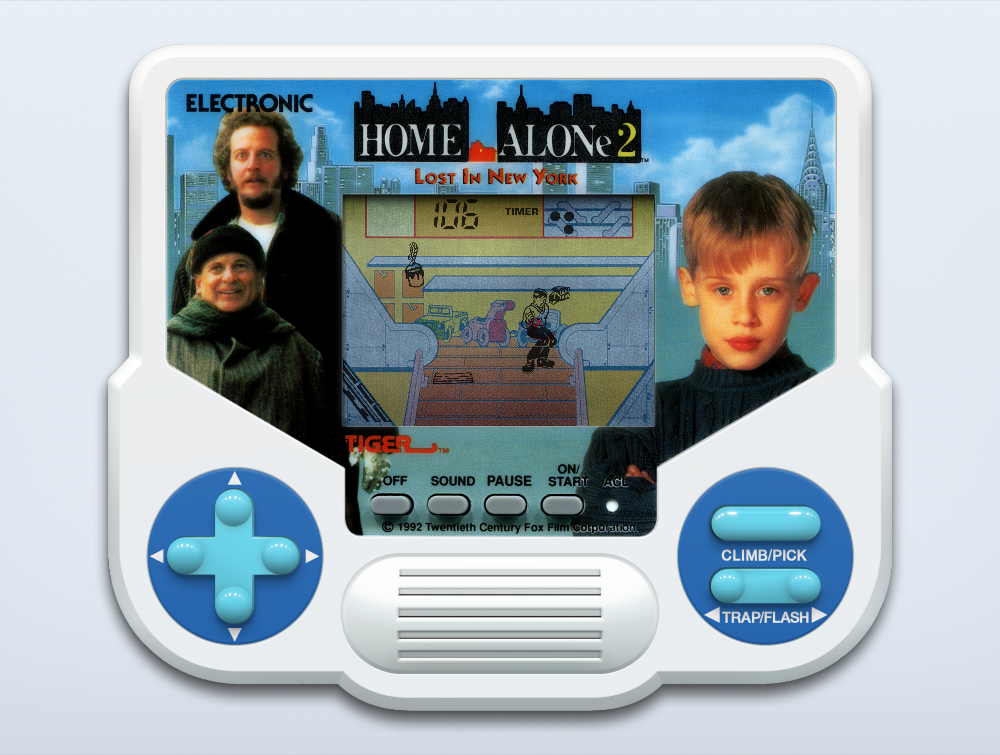 ELECTRONIC
HOME ALONe 2™
LOST IN NEW YORK
106 TIMER
TIGER™
OFF SOUND PAUSE ON/START ACL
© 1992 Twentieth Century Fox Film Corporation.
CLIMB/PICK
TRAP/FLASH